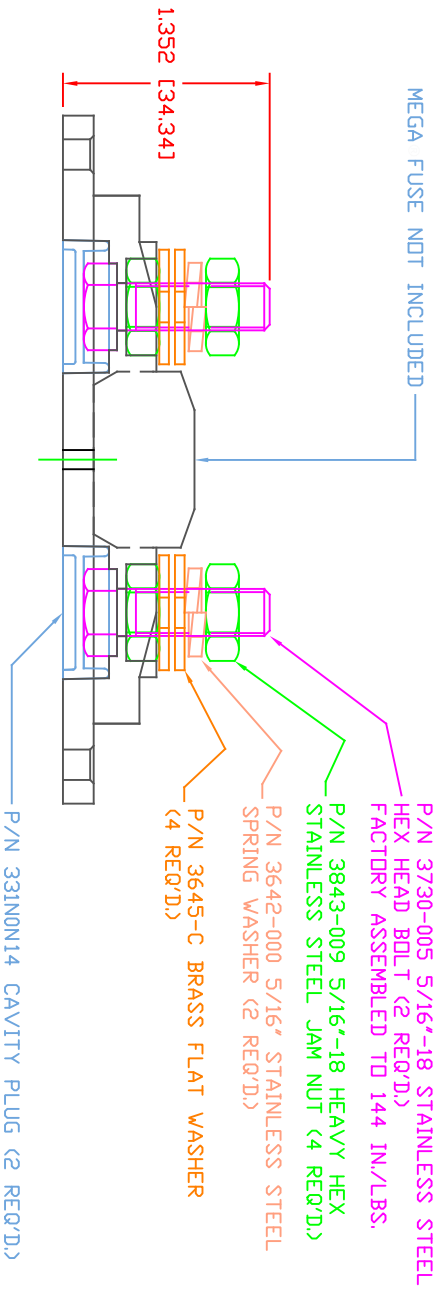 MEGA FUSE NOT INCLUDED
1.352 [34.34]
P/N 3730-005 5/16"-18 STAINLESS STEEL
HEX HEAD BOLT (2 REQ'D.)
FACTORY ASSEMBLED TO 144 IN./LBS.
P/N 3843-009 5/16"-18 HEAVY HEX
STAINLESS STEEL JAM NUT (4 REQ'D.)
P/N 3642-000 5/16" STAINLESS STEEL
SPRING WASHER (2 REQ'D.)
P/N 3645-C BRASS FLAT WASHER
(4 REQ'D.)
P/N 331N0N14 CAVITY PLUG (2 REQ'D.)